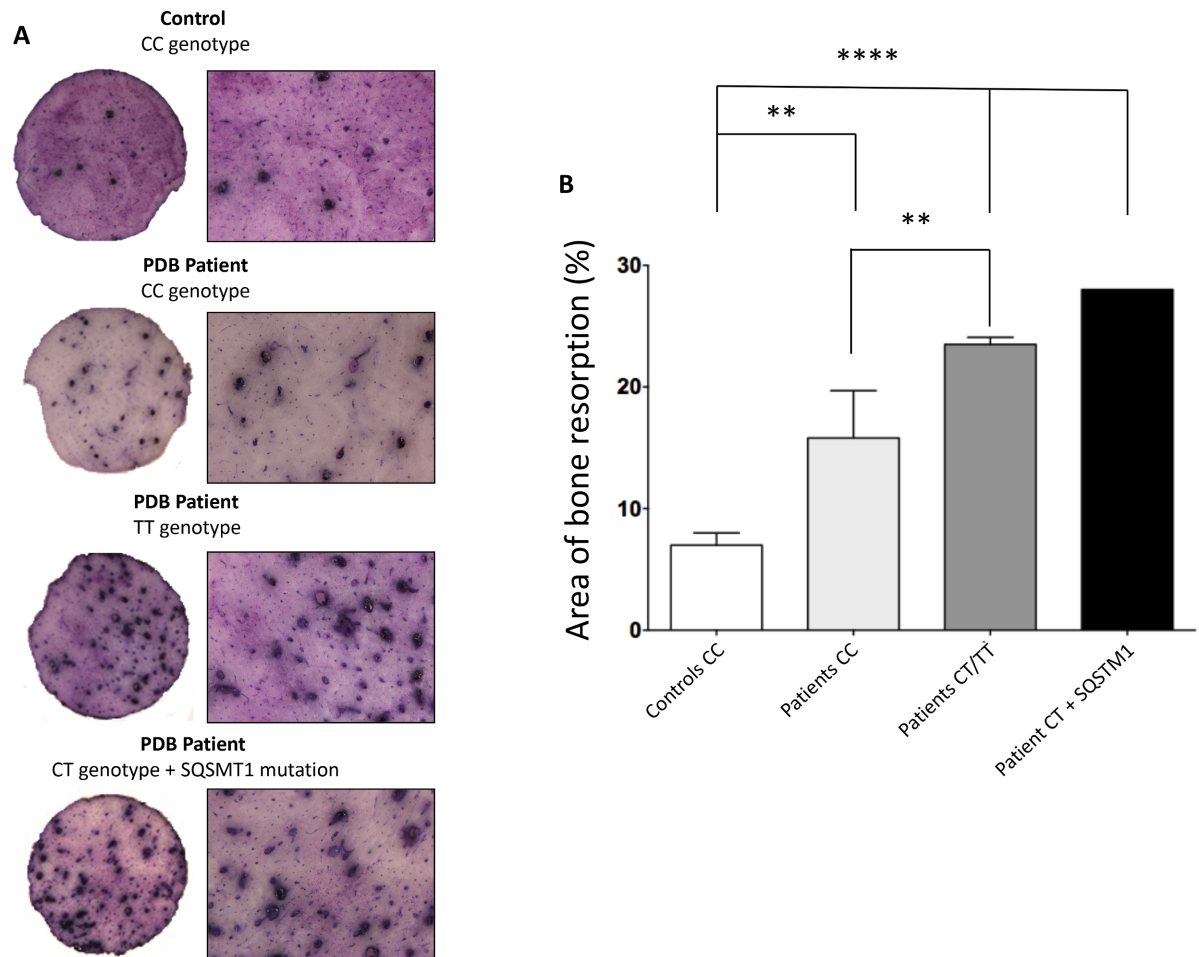 A
Control
CC genotype
PDB Patient
CC genotype
PDB Patient
TT genotype
PDB Patient
CT genotype + SQSMT1 mutation
B
****
**
**
Area of bone resorption (%)
30
20
10
0
Controls CC
Patients CC
Patients CT/TT
Patient CT + SQSTM1